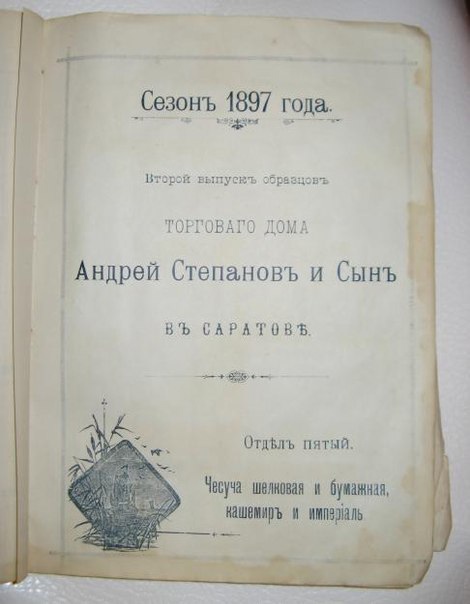 Сезонъ 1897 года.
Второй выпускъ образцовъ
ТОРГОВАГО ДОМА
Андрей Степановъ и Сынъ
ВЪ САРАТОВѢ.
Отдѣлъ пятый.
Чесуча шелковая и бумажная,
кашемиръ и имперіаль